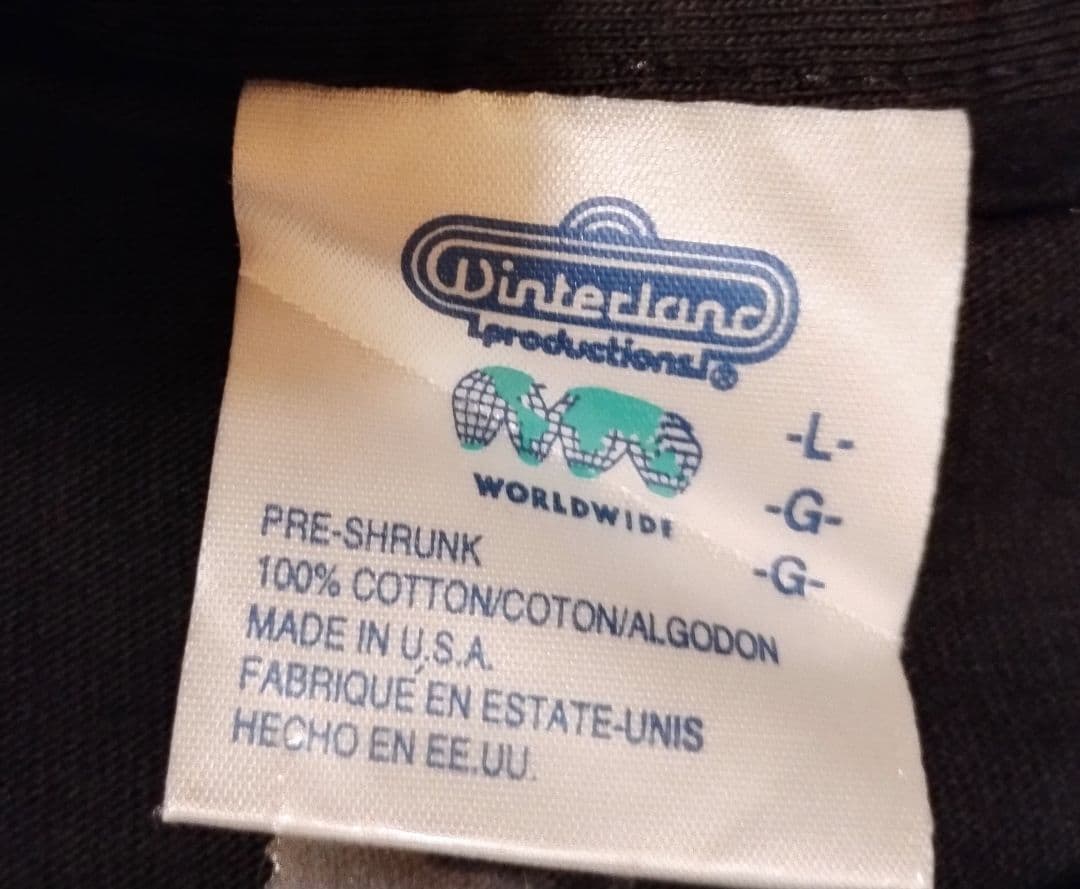 Winterland
productions®
WORLDWIDE
-L-
-G-
-G-
PRE-SHRUNK
100% COTTON/COTON/ALGODON
MADE IN U.S.A.
FABRIQUÉ EN ESTATE-UNIS
HECHO EN EE.UU.